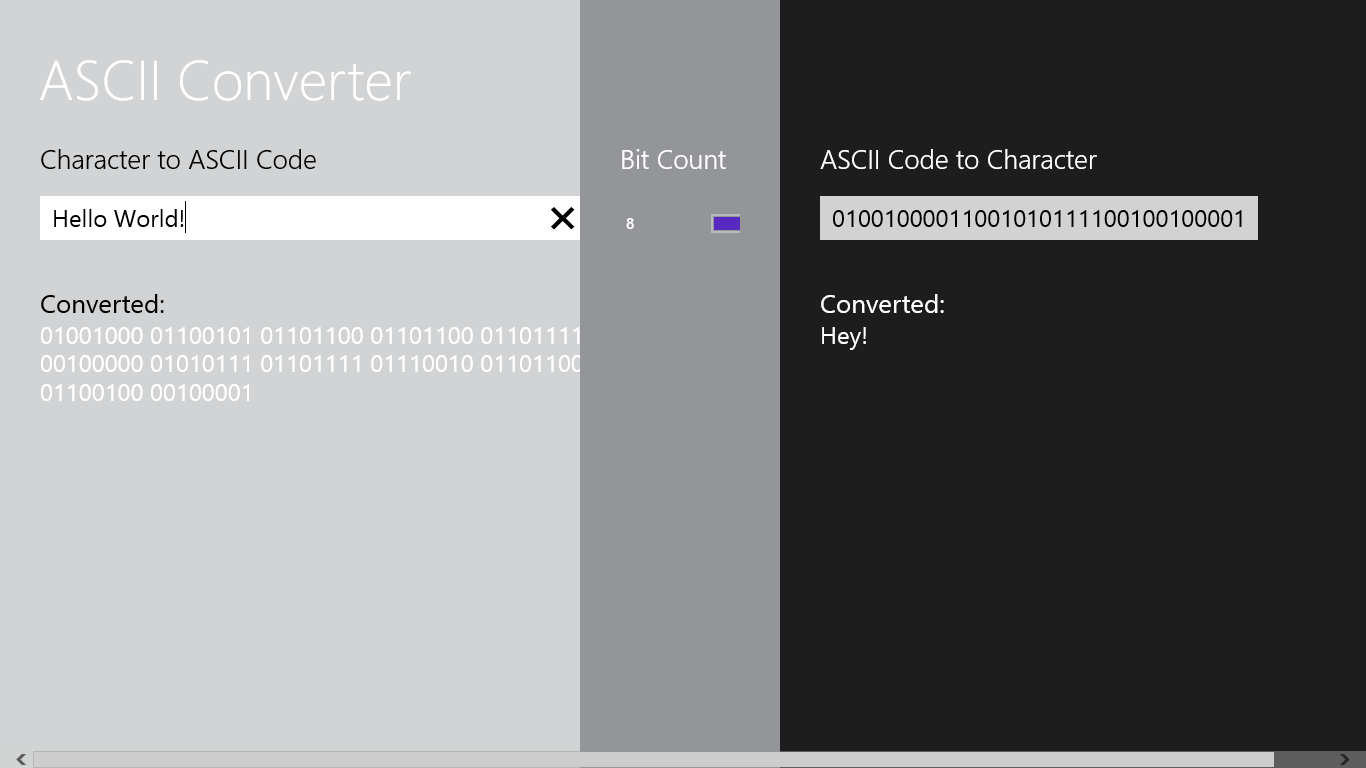 ASCII Converter
Character to ASCII Code
Hello World!
Converted:
01001000 01100101 01101100 01101100 01101111
00100000 01010111 01101111 01110010 01101100
01100100 00100001
Bit Count
8
ASCII Code to Character
01001000011001010111100100100001
Converted:
Hey!